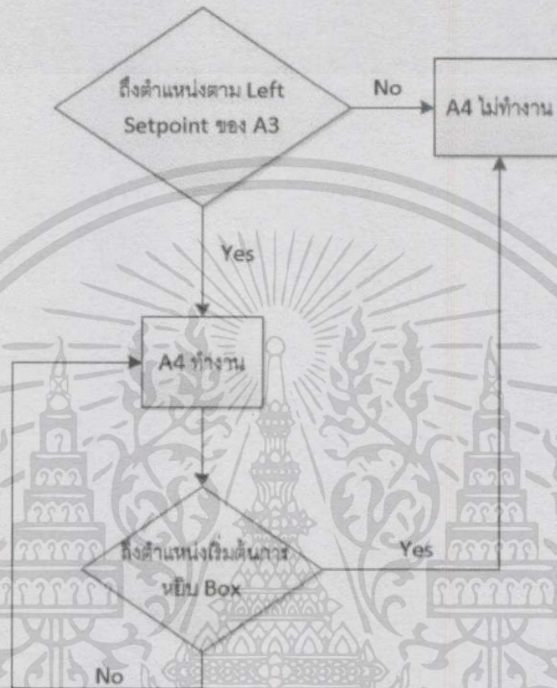 ถึงตำแหน่งตาม Left
Setpoint ของ A3
No
A4 ไม่ทำงาน
Yes
A4 ทำงาน
ถึงตำแหน่งเริ่มต้นการ
หยิบ Box
Yes
No